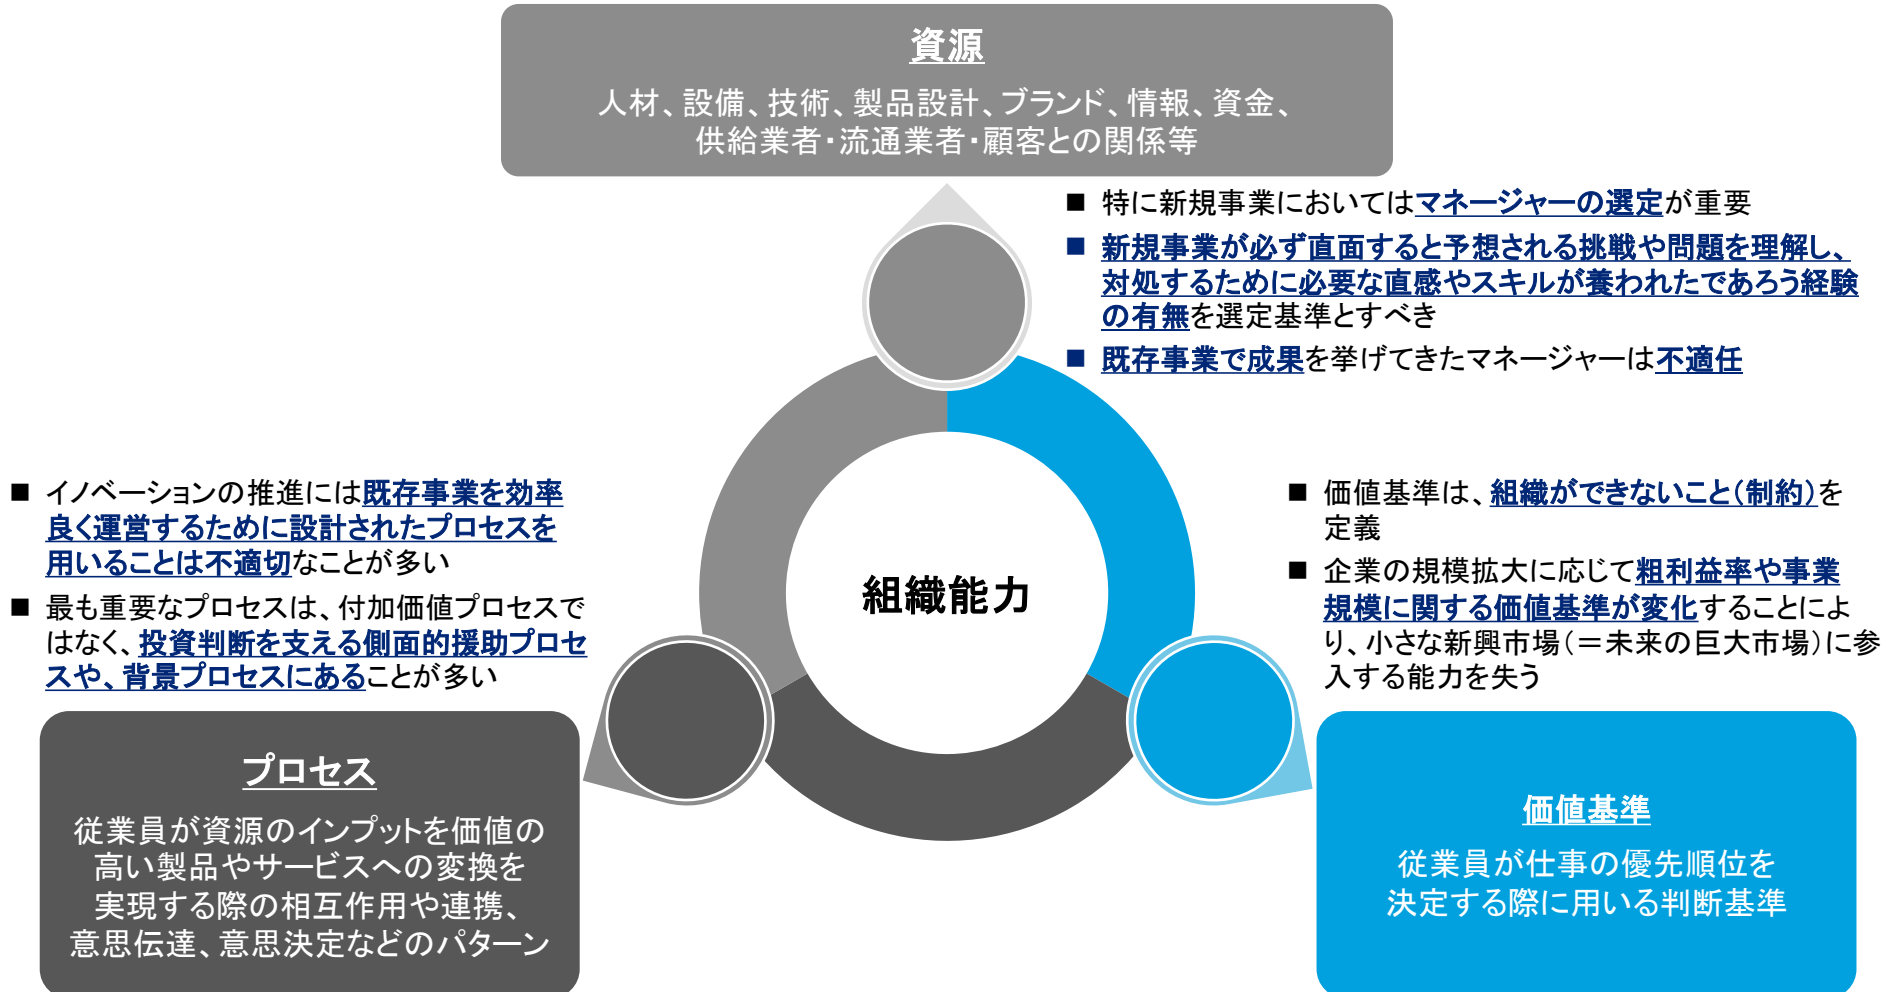 資源
人材、設備、技術、製品設計、ブランド、情報、資金、
供給業者・流通業者・顧客との関係等
■ 特に新規事業においてはマネージャーの選定が重要
■ 新規事業が必ず直面すると予想される挑戦や問題を理解し、
対処するために必要な直感やスキルが養われたであろう経験
の有無を選定基準とすべき
■ 既存事業で成果を挙げてきたマネージャーは不適任
■ イノベーションの推進には既存事業を効率
良く運営するために設計されたプロセスを
用いることは不適切なことが多い
■ 最も重要なプロセスは、付加価値プロセスで
はなく、投資判断を支える側面的援助プロセ
スや、背景プロセスにあることが多い
組織能力
■ 価値基準は、組織ができないこと（制約）を
定義
■ 企業の規模拡大に応じて粗利益率や事業
規模に関する価値基準が変化することによ
り、小さな新興市場（＝未来の巨大市場）に参
入する能力を失う
プロセス
従業員が資源のインプットを価値の
高い製品やサービスへの変換を
実現する際の相互作用や連携、
意思伝達、意思決定などのパターン
価値基準
従業員が仕事の優先順位を
決定する際に用いる判断基準